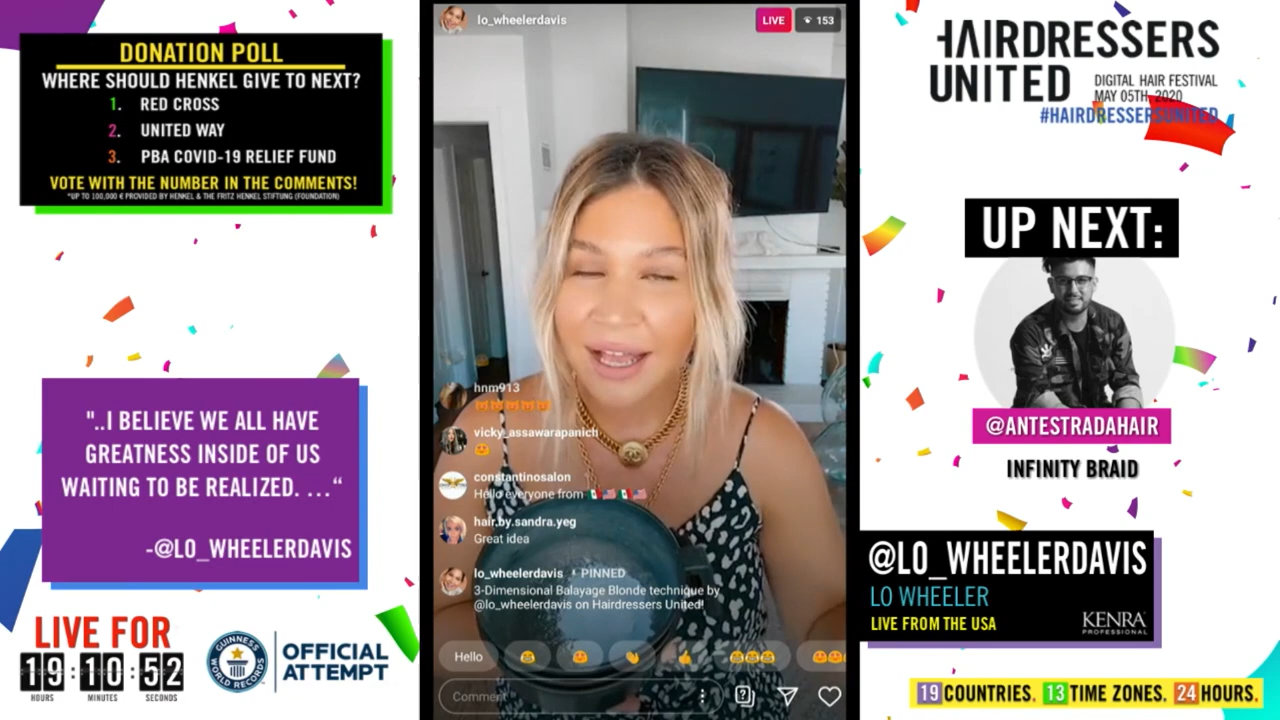 DONATION POLL
WHERE SHOULD HENKEL GIVE TO NEXT?
1. RED CROSS
2. UNITED WAY
3. PBA COVID-19 RELIEF FUND
VOTE WITH THE NUMBER IN THE COMMENTS!
*UP TO 100,000 € PROVIDED BY HENKEL & THE FRITZ HENKEL STIFTUNG (FOUNDATION)
"..I BELIEVE WE ALL HAVE
GREATNESS INSIDE OF US
WAITING TO BE REALIZED. ..."
-@LO_WHEELERDAVIS
LIVE FOR
19:10:52
HOURS MINUTES SECONDS
GUINNESS
WORLD RECORDS
OFFICIAL
ATTEMPT
lo_wheelerdavis
LIVE
153
hnm913
vicky_assawarapanich
constantinosalon
Hello everyone from
hair.by.sandra.yeg
Great idea
lo_wheelerdavis PINNED
3-Dimensional Balayage Blonde technique by
@lo_wheelerdavis on Hairdressers United!
Hello
Comment
HAIRDRESSERS
UNITED
DIGITAL HAIR FESTIVAL
MAY 05TH, 2020
#HAIRDRESSERSUNITED
UP NEXT:
@ANTESTRADAHAIR
INFINITY BRAID
@LO_WHEELERDAVIS
LO WHEELER
LIVE FROM THE USA
KENRA
PROFESSIONAL
19 COUNTRIES. 13 TIME ZONES. 24 HOURS.